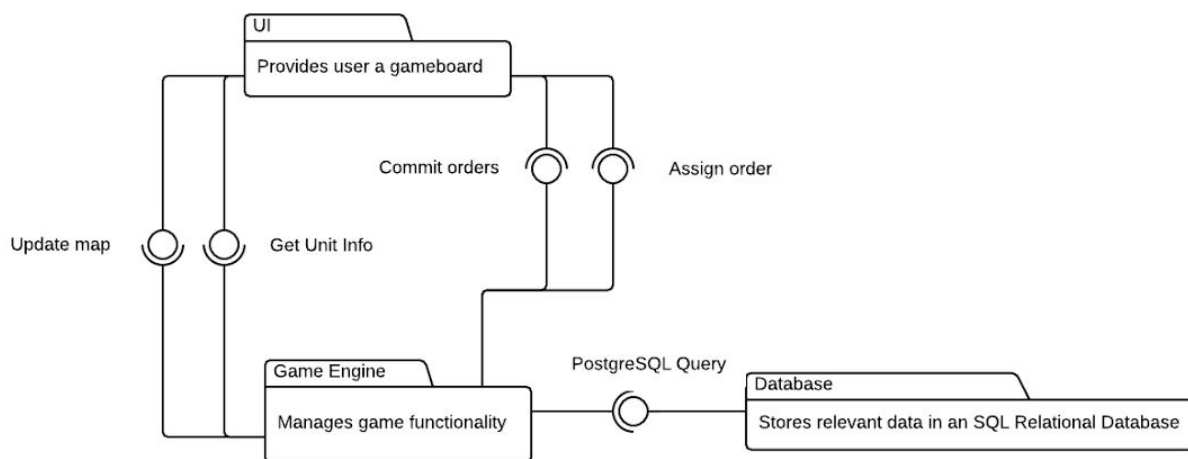 UI
Provides user a gameboard
Commit orders
Assign order
Update map
Get Unit Info
PostgreSQL Query
Game Engine
Database
Manages game functionality
Stores relevant data in an SQL Relational Database